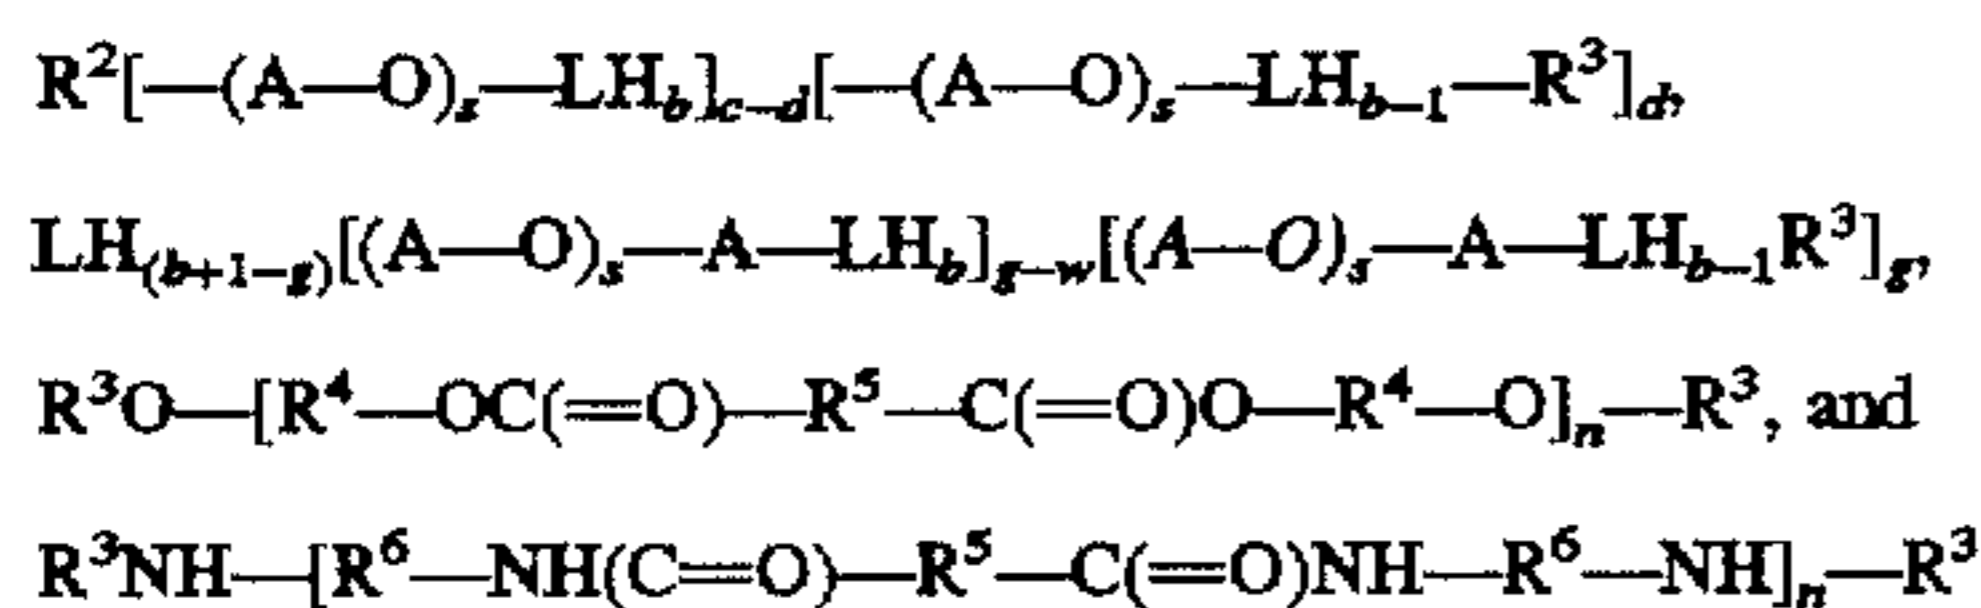 R²[—(A—O)ₛ—LH_b]_{c-d}[—(A—O)ₛ—LH_{b-1}—R³]_d,
LH_{(b+1-g)}[(A—O)ₛ—A—LH_b]_{g-w}[(A—O)ₛ—A—LH_{b-1}R³]_g,
R³O—[R⁴—OC(=O)—R⁵—C(=O)O—R⁴—O]ₙ—R³, and
R³NH—[R⁶—NH(C=O)—R⁵—C(=O)NH—R⁶—NH]ₙ—R³